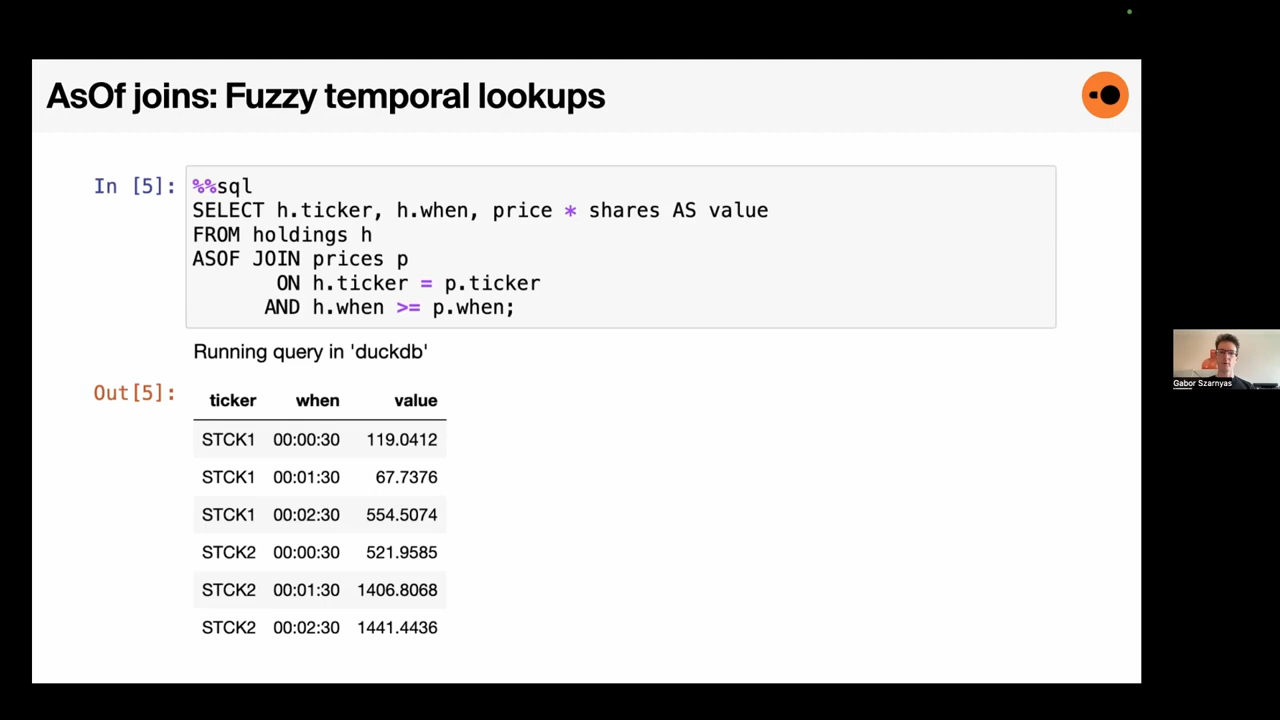 AsOf joins: Fuzzy temporal lookups
In [5]:
%%sql
SELECT h.ticker, h.when, price * shares AS value
FROM holdings h
ASOF JOIN prices p
ON h.ticker = p.ticker
AND h.when >= p.when;
Running query in 'duckdb'
Out[5]:
ticker when value
STCK1 00:00:30 119.0412
STCK1 00:01:30 67.7376
STCK1 00:02:30 554.5074
STCK2 00:00:30 521.9585
STCK2 00:01:30 1406.8068
STCK2 00:02:30 1441.4436
Gabor Szarnyas